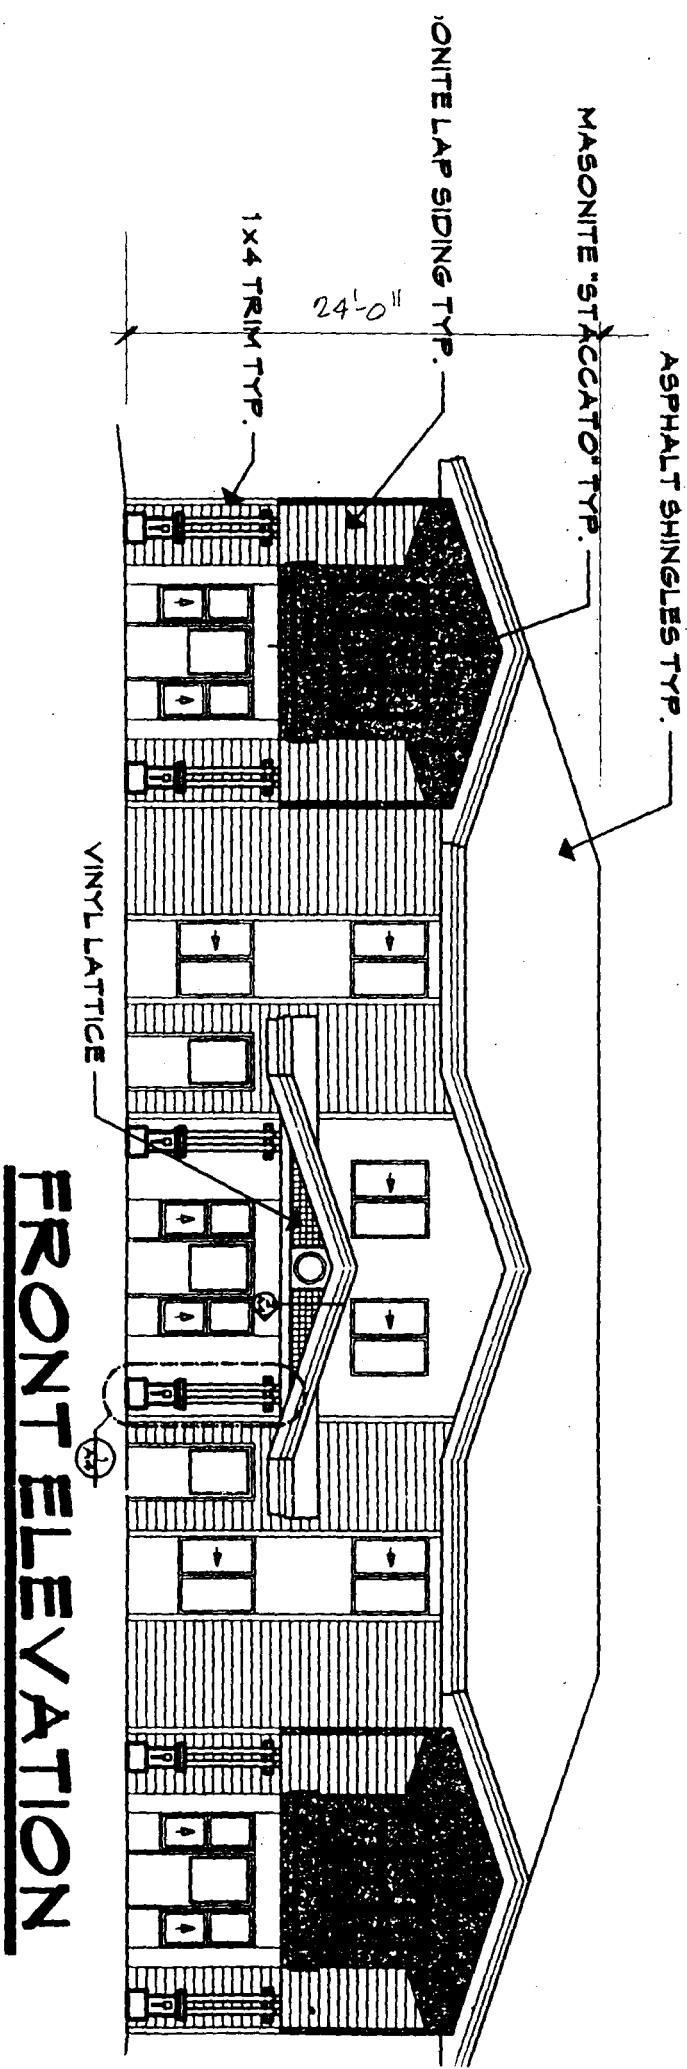 ASPHALT SHINGLES TYP.
MASONITE "STACCATO" TYP.
ONITE LAP SIDING TYP.
24'-0"
1x4 TRIM TYP.
VINYL LATTICE
FRONT ELEVATION